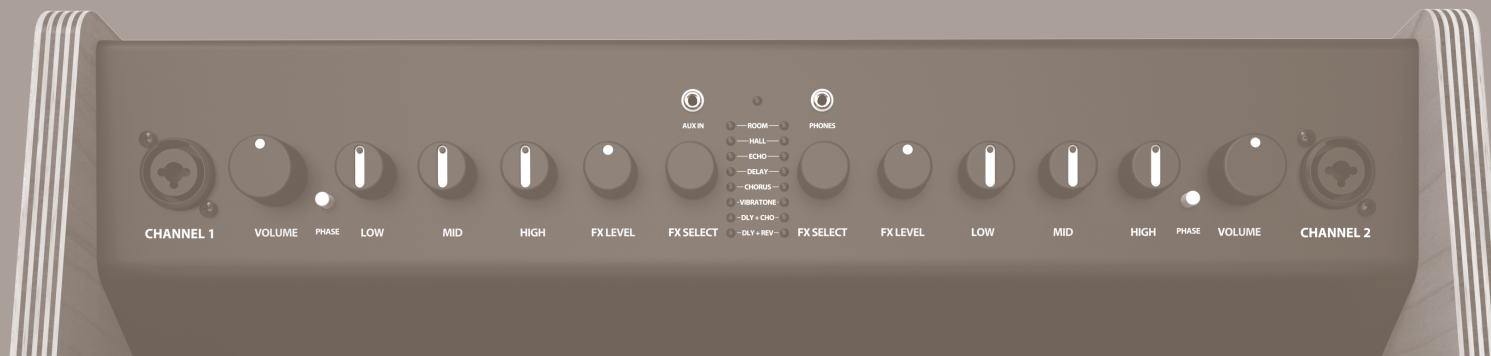 AUX IN
PHONES
ROOM
HALL
ECHO
DELAY
CHORUS
VIBRATONE
DLY + CHO
DLY + REV
CHANNEL 1 VOLUME PHASE LOW MID HIGH FX LEVEL FX SELECT FX SELECT FX LEVEL LOW MID HIGH PHASE VOLUME CHANNEL 2